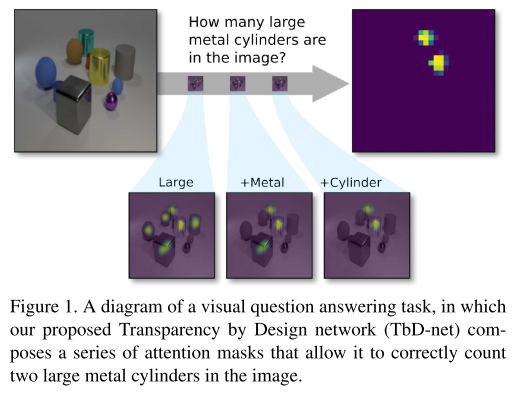 How many large
metal cylinders are
in the image?
Large
+Metal
+Cylinder
Figure 1. A diagram of a visual question answering task, in which
our proposed Transparency by Design network (TbD-net) com-
poses a series of attention masks that allow it to correctly count
two large metal cylinders in the image.